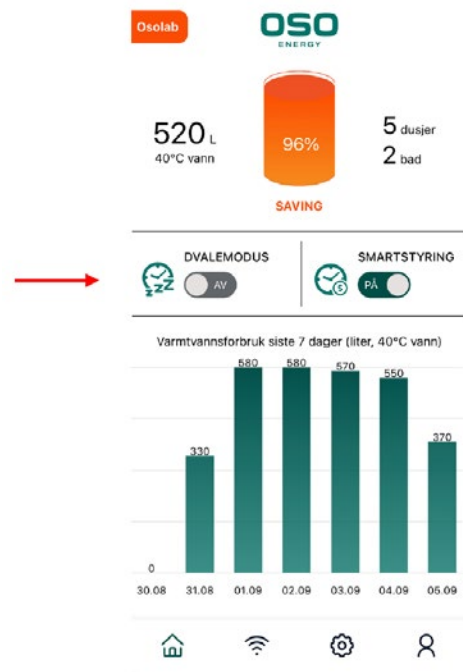 Osolab
OSO
ENERGY
520 L
40°C vann
96%
5 dusjer
2 bad
SAVING
DVALEMODUS
AV
SMARTSTYRING
PÅ
Varmtvannsforbruk siste 7 dager (liter, 40°C vann)
0
330
580
580
570
550
370
30.08 31.08 01.09 02.09 03.09 04.09 05.09